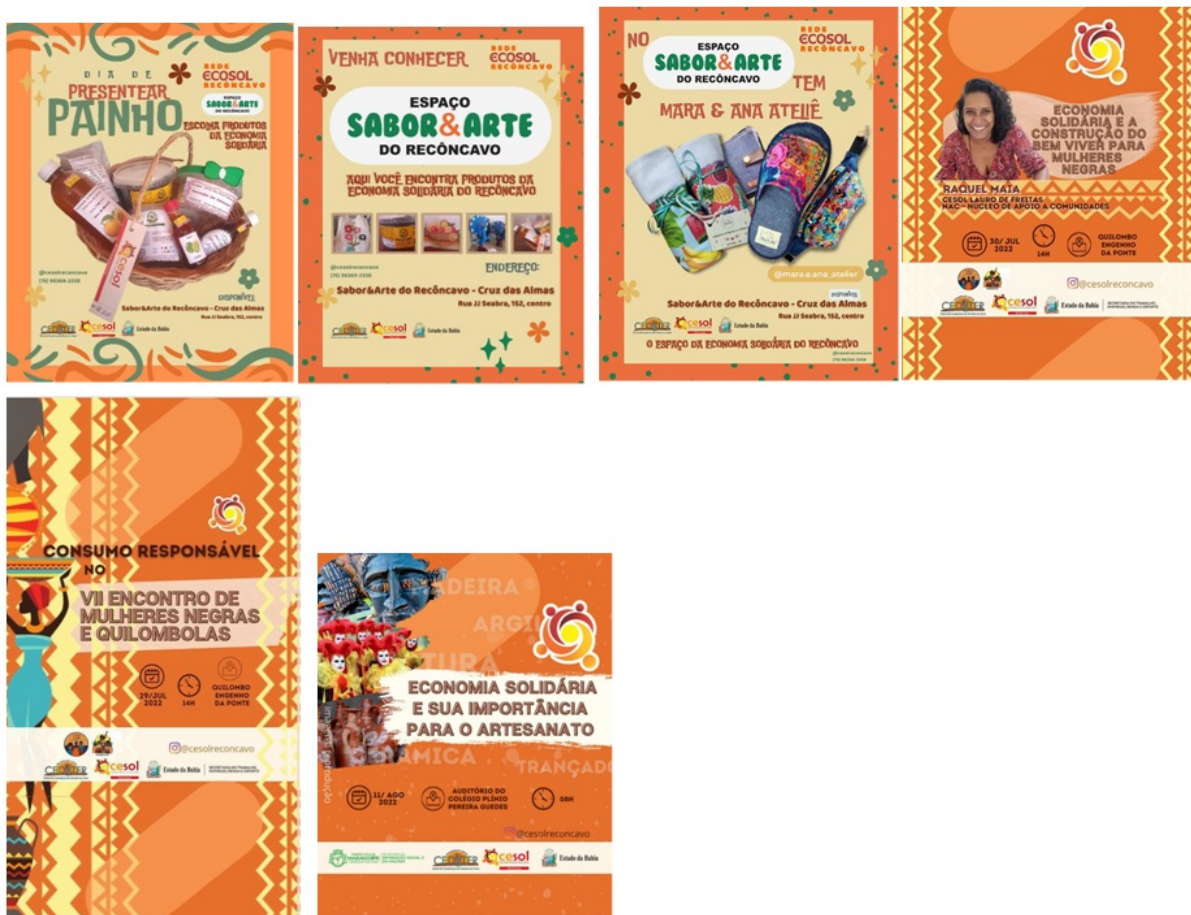 DIA DE
PRESENTEAR
PAINHO
REDE
ECOSOL
RECÔNCAVO
ESPAÇO
SABOR&ARTE
DO RECÔNCAVO
ESCOLHA PRODUTOS
DA ECONOMIA
SOLIDÁRIA
cesol
@cesolreconcavo
DISPONÍVEL
Sabor&Arte do Recôncavo - Cruz das Almas
Rua JJ Seabra, 152, centro
cesol
Estado da Bahia
VENHA CONHECER
REDE
ECOSOL
RECÔNCAVO
ESPAÇO
SABOR&ARTE
DO RECÔNCAVO
AQUI VOCÊ ENCONTRA PRODUTOS DA
ECONOMIA SOLIDÁRIA DO RECÔNCAVO
@cesolreconcavo
ENDEREÇO:
Sabor&Arte do Recôncavo - Cruz das Almas
Rua JJ Seabra, 152, centro
cesol
Estado da Bahia
NO
ESPAÇO
SABOR&ARTE
DO RECÔNCAVO
REDE
ECOSOL
RECÔNCAVO
TEM
MARA & ANA ATELIÊ
@mara.e.ana_atelier
DISPONÍVEL
Sabor&Arte do Recôncavo - Cruz das Almas
Rua JJ Seabra, 152, centro
cesol
Estado da Bahia
O ESPAÇO DA ECONOMIA SOLIDÁRIA DO RECÔNCAVO
@cesolreconcavo
ECONOMIA
SOLIDÁRIA E A
CONSTRUÇÃO DO
BEM VIVER PARA
MULHERES
NEGRAS
RAQUEL MAIA
CESOL LAURO DE FREITAS
NAC - NÚCLEO DE APOIO A COMUNIDADES
30/ JUL
2022
14H
QUILOMBO
ENGENHO
DA PONTE
@cesolreconcavo
cesol
Estado da Bahia
CONSUMO RESPONSÁVEL
NO
VII ENCONTRO DE
MULHERES NEGRAS
E QUILOMBOLAS
29/JUL
2022
14H
QUILOMBO
ENGENHO
DA PONTE
@cesolreconcavo
cesol
Estado da Bahia
ADEIRA
ARGIL
TURA
ECONOMIA SOLIDÁRIA
E SUA IMPORTÂNCIA
PARA O ARTESANATO
AMICA
TRANÇADO
11/ AGO
2022
AUDITÓRIO DO
COLÉGIO PLÍNIO
PEREIRA GUEDES
08H
@cesolreconcavo
cesol
Estado da Bahia